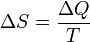 ΔS = ΔQ / T